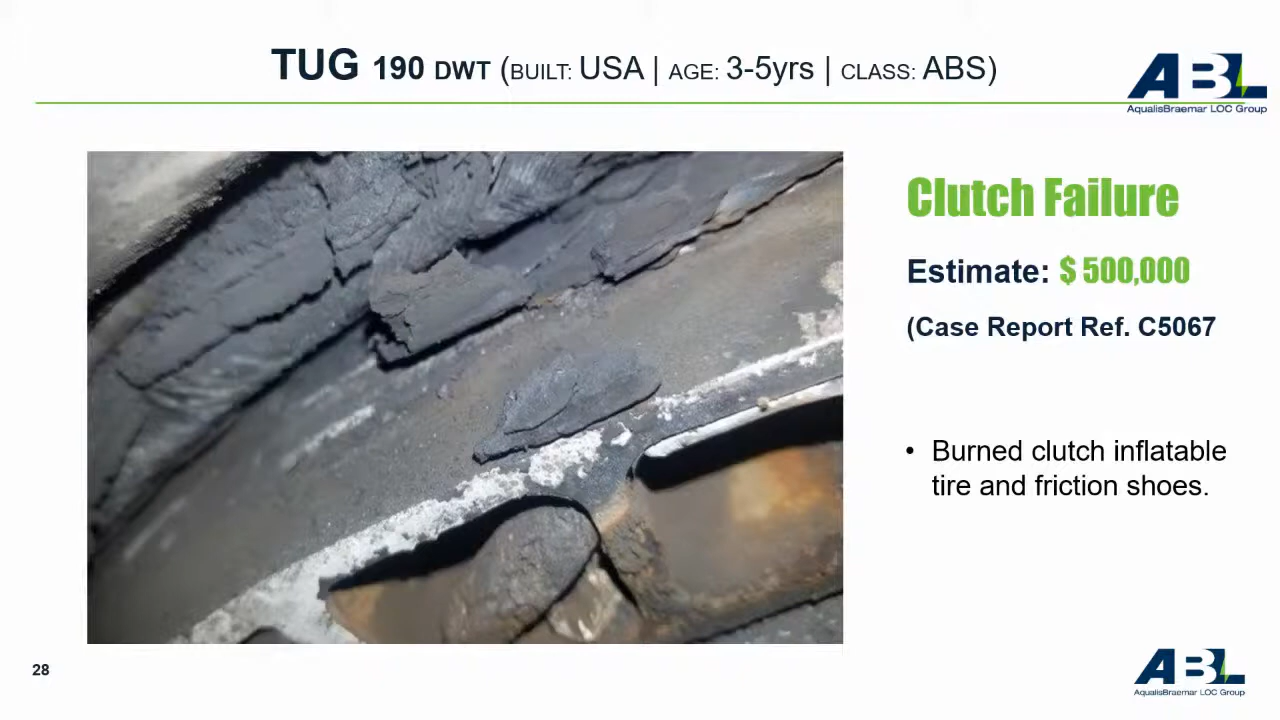 TUG 190 DWT (BUILT: USA | AGE: 3-5yrs | CLASS: ABS)
ABL
AqualisBraemar LOC Group
Clutch Failure
Estimate: $ 500,000
(Case Report Ref. C5067
• Burned clutch inflatable
tire and friction shoes.
28
ABL
AqualisBraemar LOC Group